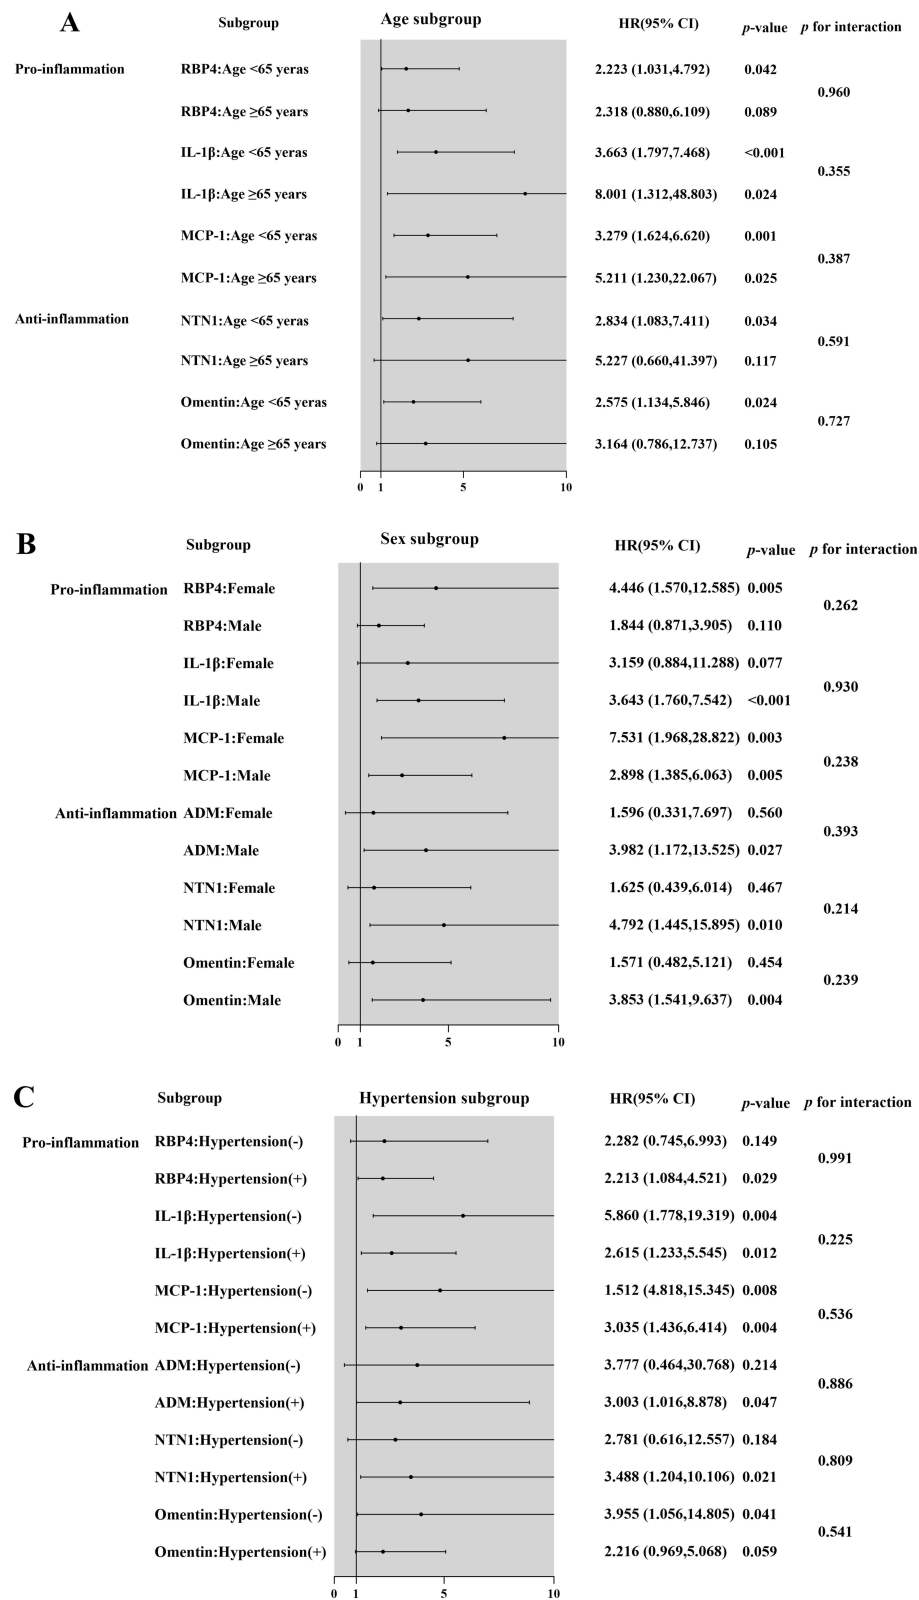 A
Subgroup Age subgroup HR(95% CI) p-value p for interaction
Pro-inflammation RBP4:Age <65 yeras 2.223 (1.031,4.792) 0.042
0.960
RBP4:Age ≥65 years 2.318 (0.880,6.109) 0.089
IL-1β:Age <65 yeras 3.663 (1.797,7.468) <0.001
0.355
IL-1β:Age ≥65 years 8.001 (1.312,48.803) 0.024
MCP-1:Age <65 yeras 3.279 (1.624,6.620) 0.001
0.387
MCP-1:Age ≥65 years 5.211 (1.230,22.067) 0.025
Anti-inflammation NTN1:Age <65 yeras 2.834 (1.083,7.411) 0.034
0.591
NTN1:Age ≥65 years 5.227 (0.660,41.397) 0.117
Omentin:Age <65 yeras 2.575 (1.134,5.846) 0.024
0.727
Omentin:Age ≥65 years 3.164 (0.786,12.737) 0.105
0 1 5 10
B
Subgroup Sex subgroup HR(95% CI) p-value p for interaction
Pro-inflammation RBP4:Female 4.446 (1.570,12.585) 0.005
0.262
RBP4:Male 1.844 (0.871,3.905) 0.110
IL-1β:Female 3.159 (0.884,11.288) 0.077
0.930
IL-1β:Male 3.643 (1.760,7.542) <0.001
MCP-1:Female 7.531 (1.968,28.822) 0.003
0.238
MCP-1:Male 2.898 (1.385,6.063) 0.005
Anti-inflammation ADM:Female 1.596 (0.331,7.697) 0.560
0.393
ADM:Male 3.982 (1.172,13.525) 0.027
NTN1:Female 1.625 (0.439,6.014) 0.467
0.214
NTN1:Male 4.792 (1.445,15.895) 0.010
Omentin:Female 1.571 (0.482,5.121) 0.454
0.239
Omentin:Male 3.853 (1.541,9.637) 0.004
0 1 5 10
C
Subgroup Hypertension subgroup HR(95% CI) p-value p for interaction
Pro-inflammation RBP4:Hypertension(-) 2.282 (0.745,6.993) 0.149
0.991
RBP4:Hypertension(+) 2.213 (1.084,4.521) 0.029
IL-1β:Hypertension(-) 5.860 (1.778,19.319) 0.004
0.225
IL-1β:Hypertension(+) 2.615 (1.233,5.545) 0.012
MCP-1:Hypertension(-) 1.512 (4.818,15.345) 0.008
0.536
MCP-1:Hypertension(+) 3.035 (1.436,6.414) 0.004
Anti-inflammation ADM:Hypertension(-) 3.777 (0.464,30.768) 0.214
0.886
ADM:Hypertension(+) 3.003 (1.016,8.878) 0.047
NTN1:Hypertension(-) 2.781 (0.616,12.557) 0.184
0.809
NTN1:Hypertension(+) 3.488 (1.204,10.106) 0.021
Omentin:Hypertension(-) 3.955 (1.056,14.805) 0.041
0.541
Omentin:Hypertension(+) 2.216 (0.969,5.068) 0.059
0 1 5 10